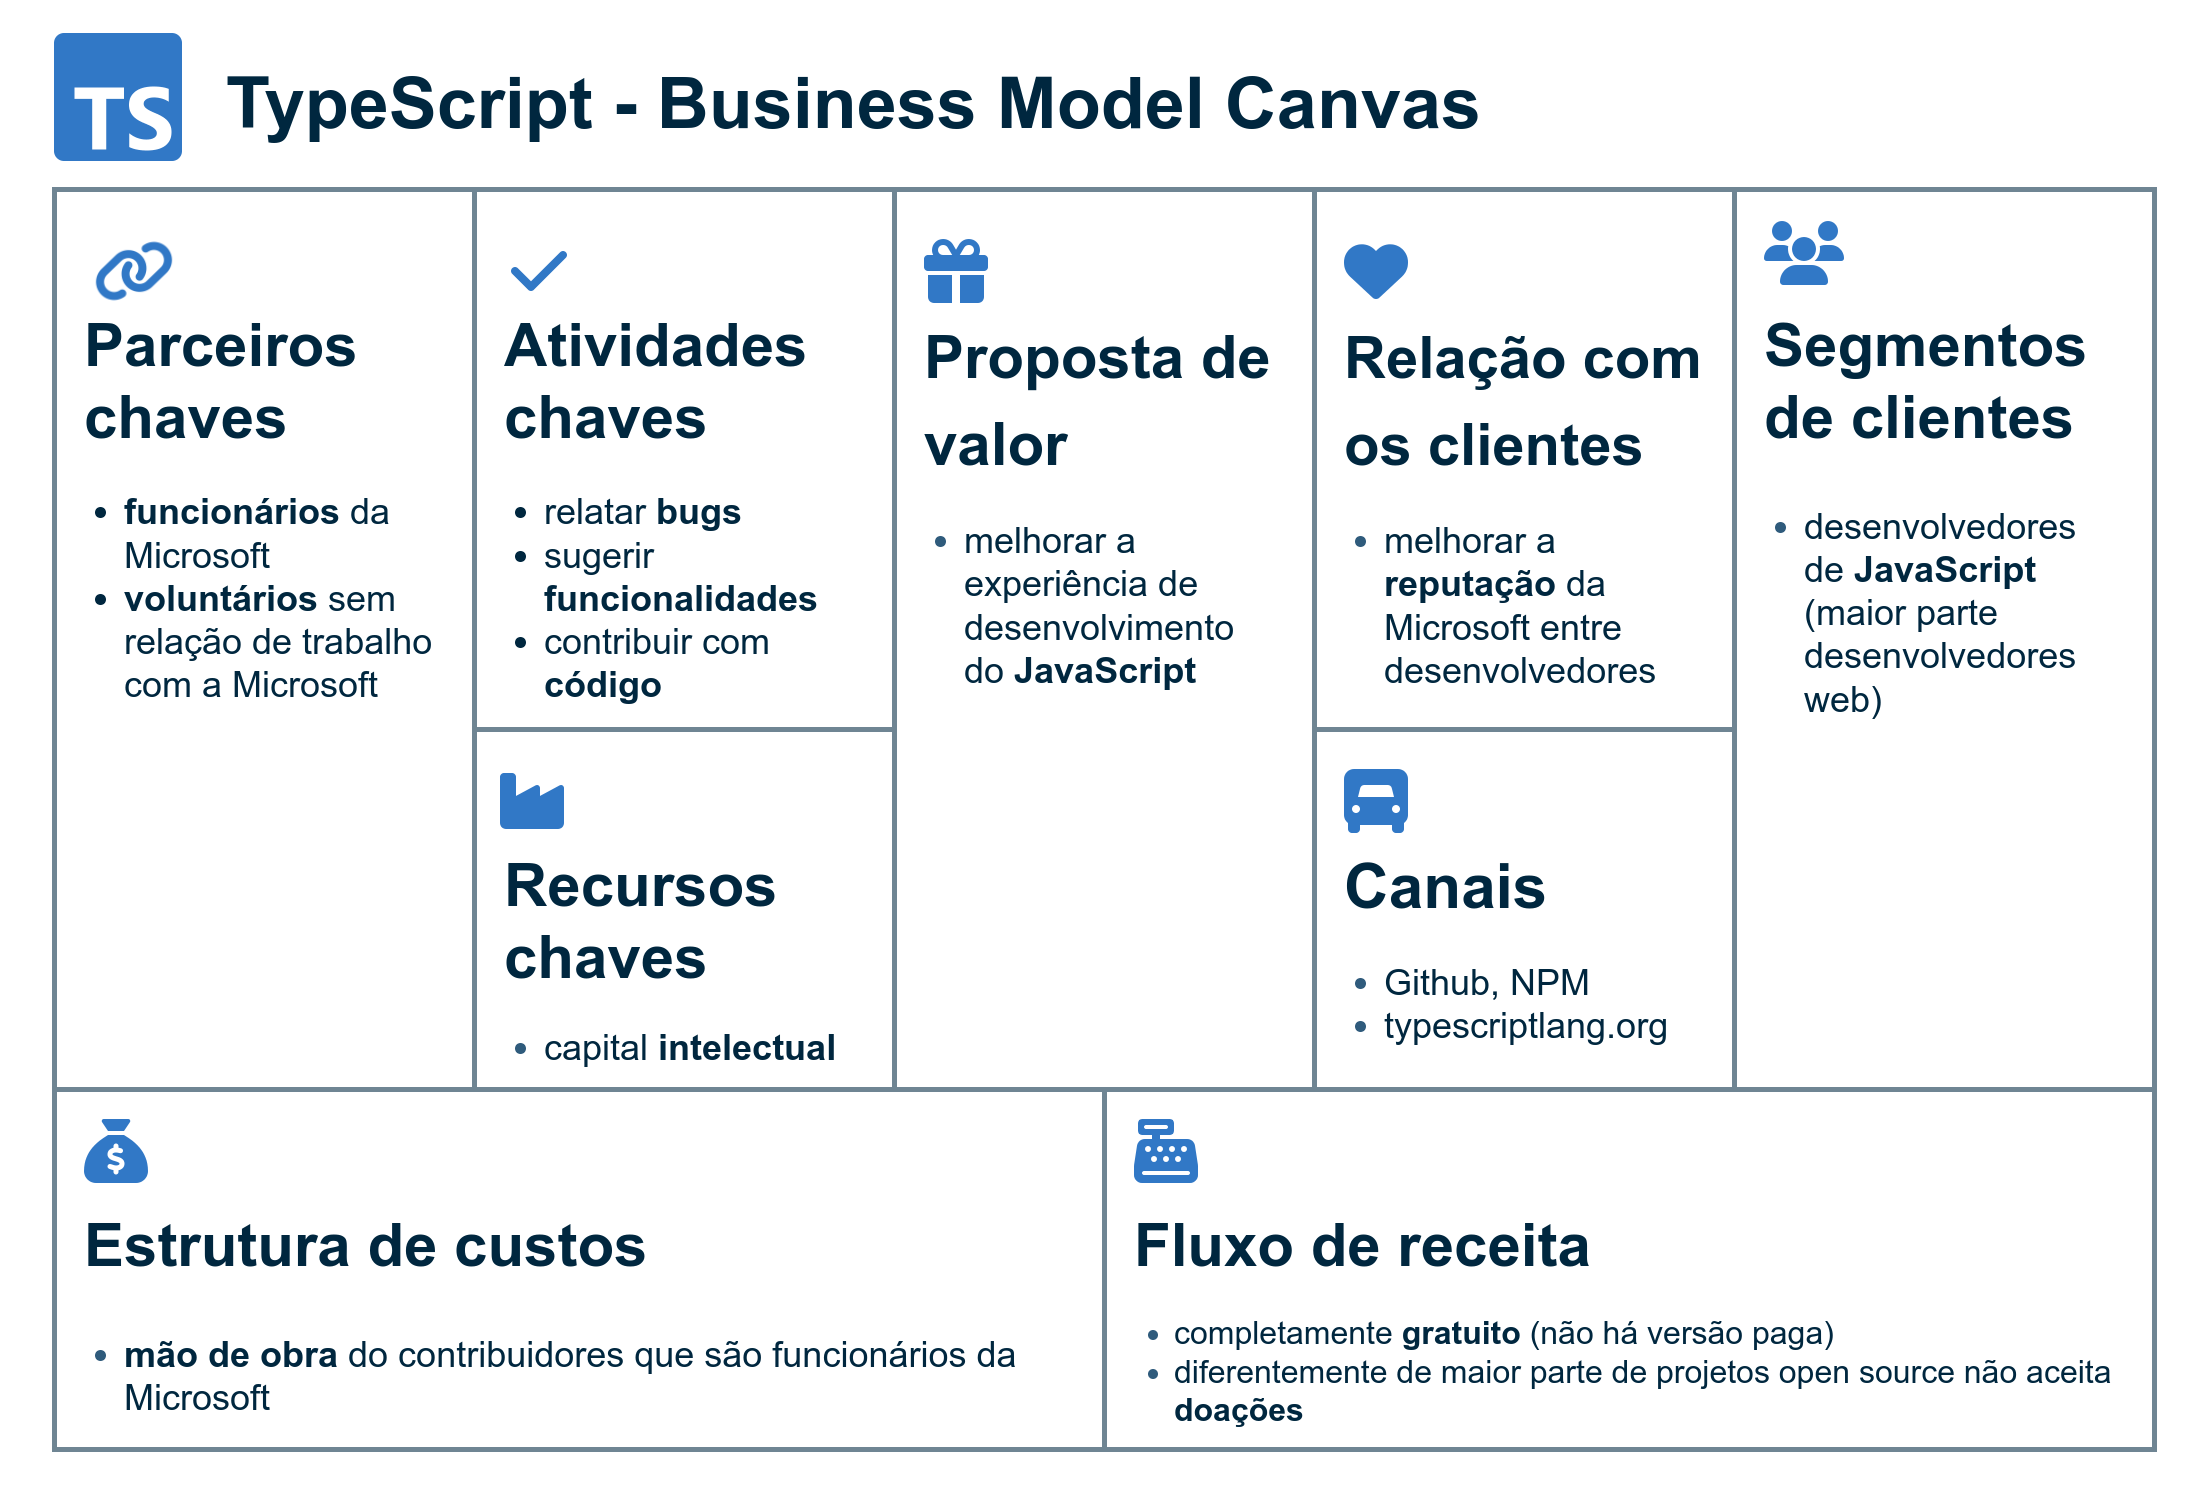 TS
TypeScript - Business Model Canvas
Parceiros
chaves
• funcionários da
Microsoft
• voluntários sem
relação de trabalho
com a Microsoft
Atividades
chaves
• relatar bugs
• sugerir
funcionalidades
• contribuir com
código
Recursos
chaves
• capital intelectual
Proposta de
valor
• melhorar a
experiência de
desenvolvimento
do JavaScript
Relação com
os clientes
• melhorar a
reputação da
Microsoft entre
desenvolvedores
Canais
• Github, NPM
• typescriptlang.org
Segmentos
de clientes
• desenvolvedores
de JavaScript
(maior parte
desenvolvedores
web)
$
Estrutura de custos
• mão de obra do contribuidores que são funcionários da
Microsoft
Fluxo de receita
• completamente gratuito (não há versão paga)
• diferentemente de maior parte de projetos open source não aceita
doações